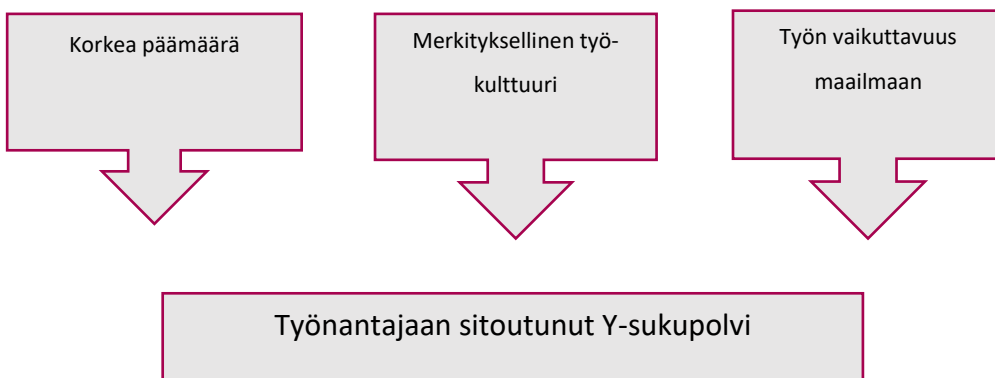 Korkea päämäärä
Merkityksellinen työ-
kulttuuri
Työn vaikuttavuus
maailmaan
Työnantajaan sitoutunut Y-sukupolvi